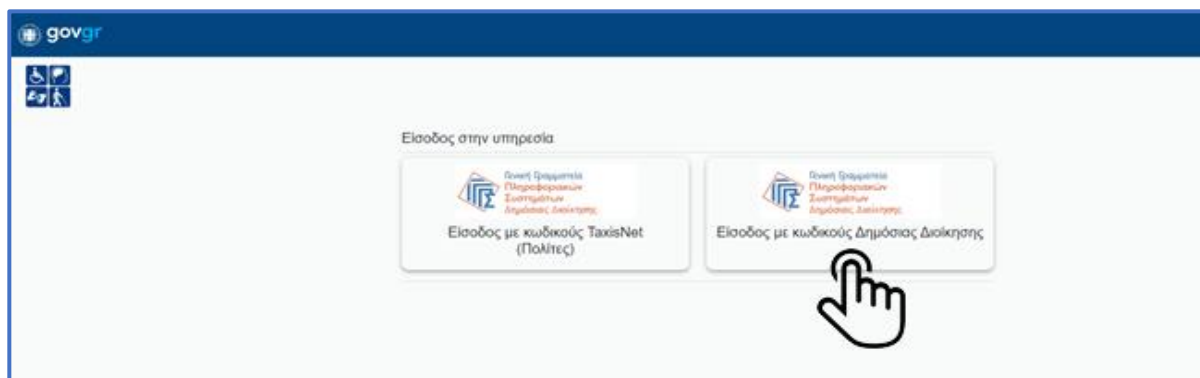 govgr
Είσοδος στην υπηρεσία
Γενική Γραμματεία
Πληροφοριακών
Συστημάτων
Δημόσιας Διοίκησης
Είσοδος με κωδικούς TaxisNet
(Πολίτες)
Γενική Γραμματεία
Πληροφοριακών
Συστημάτων
Δημόσιας Διοίκησης
Είσοδος με κωδικούς Δημόσιας Διοίκησης